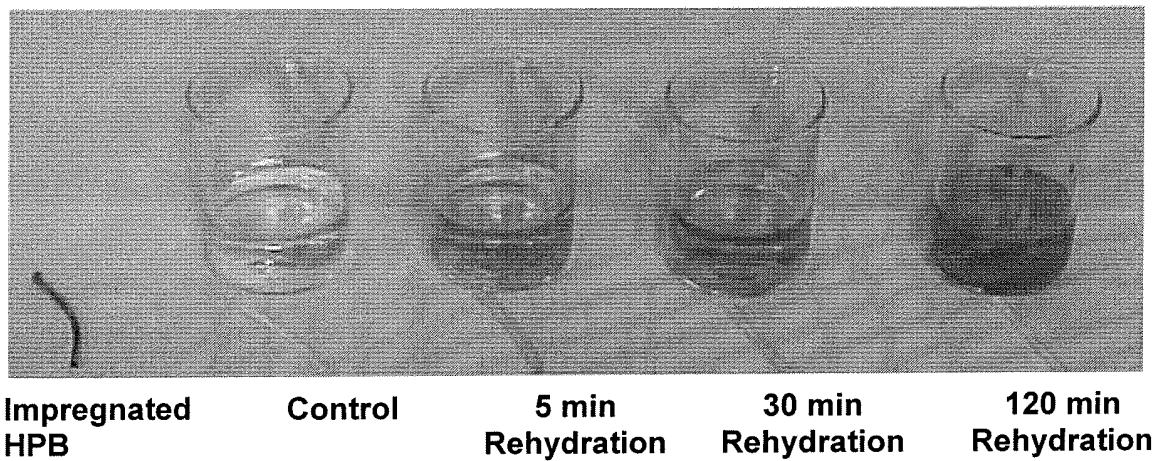 Impregnated HPB
Control
5 min Rehydration
30 min Rehydration
120 min Rehydration